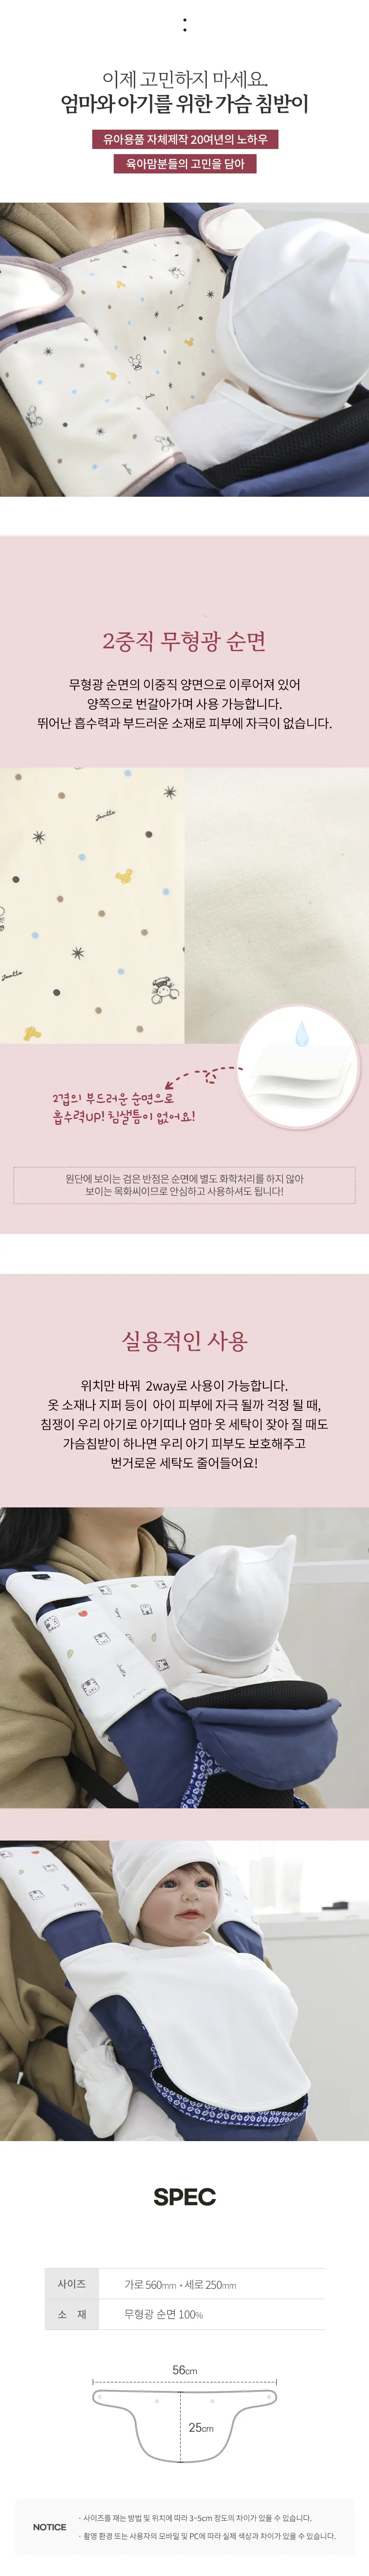 이제 고민하지 마세요.
엄마와 아기를 위한 가슴 침받이
유아용품 자체제작 20여년의 노하우
육아맘분들의 고민을 담아
2중직 무형광 순면
무형광 순면의 이중직 양면으로 이루어져 있어
양쪽으로 번갈아가며 사용 가능합니다.
뛰어난 흡수력과 부드러운 소재로 피부에 자극이 없습니다.
2겹의 부드러운 순면으로
흡수력UP! 침샐틈이 없어요!
원단에 보이는 검은 반점은 순면에 별도 화학처리를 하지 않아
보이는 목화씨이므로 안심하고 사용하셔도 됩니다!
실용적인 사용
위치만 바꿔 2way로 사용이 가능합니다.
옷 소재나 지퍼 등이 아이 피부에 자극 될까 걱정 될 때,
침쟁이 우리 아기로 아기띠나 엄마 옷 세탁이 잦아 질 때도
가슴침받이 하나면 우리 아기 피부도 보호해주고
번거로운 세탁도 줄어들어요!
SPEC
사이즈 가로 560mm · 세로 250mm
소 재 무형광 순면 100%
56cm
25cm
NOTICE
· 사이즈를 재는 방법 및 위치에 따라 3~5cm 정도의 차이가 있을 수 있습니다.
· 촬영 환경 또는 사용자의 모바일 및 PC에 따라 실제 색상과 차이가 있을 수 있습니다.